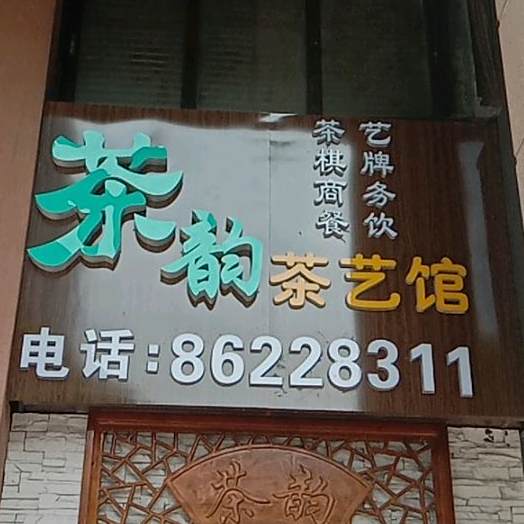 茶艺
棋牌
商务
餐饮
茶韵茶艺馆
电话:86228311
茶韵